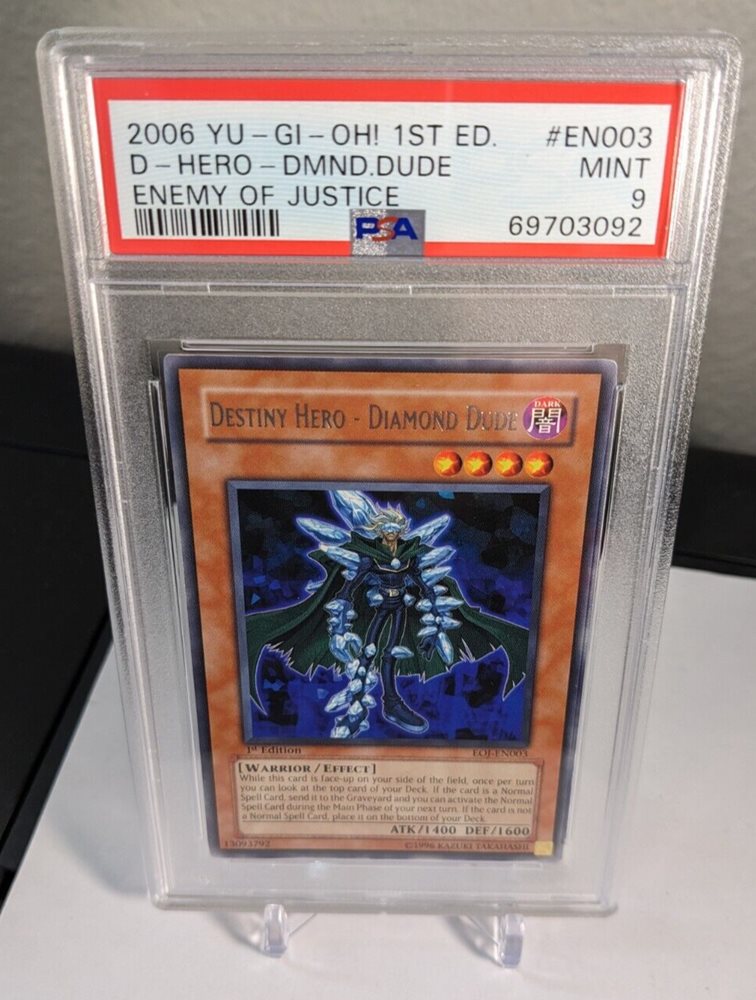 2006 YU-GI-OH! 1ST ED. #EN003
D-HERO-DMND.DUDE MINT
ENEMY OF JUSTICE 9
PSA 69703092
DESTINY HERO - DIAMOND DUDE
DARK
闇
1st Edition EOJ-EN003
[WARRIOR/EFFECT]
While this card is face-up on your side of the field, once per turn
you can look at the top card of your Deck. If the card is a Normal
Spell Card, send it to the Graveyard and you can activate the Normal
Spell Card during the Main Phase of your next turn. If the card is not
a Normal Spell Card, place it on the bottom of your Deck.
ATK/1400 DEF/1600
13093792 ©1996 KAZUKI TAKAHASHI